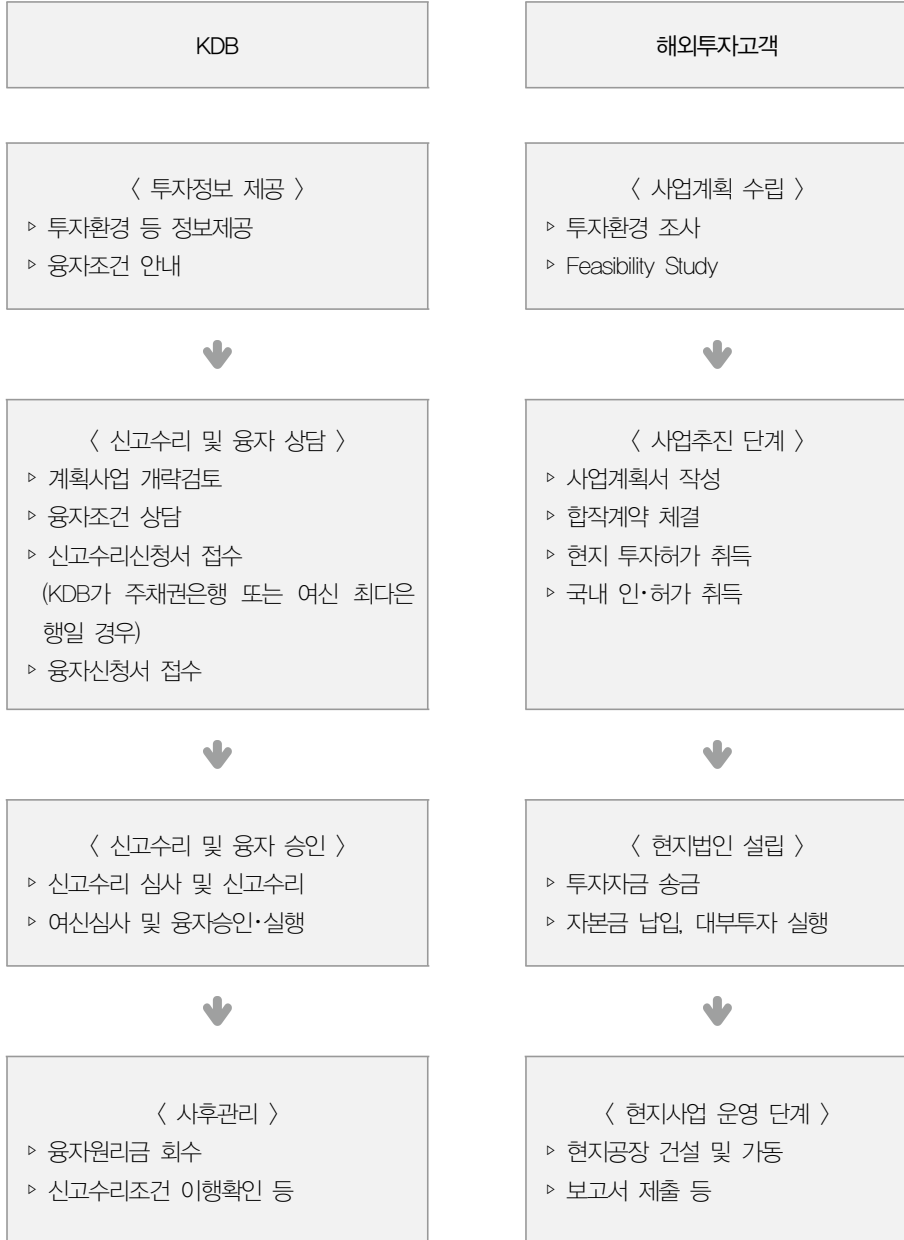 KDB
해외투자고객
〈 투자정보 제공 〉
▹ 투자환경 등 정보제공
▹ 융자조건 안내
〈 사업계획 수립 〉
▹ 투자환경 조사
▹ Feasibility Study
〈 신고수리 및 융자 상담 〉
▹ 계획사업 개략검토
▹ 융자조건 상담
▹ 신고수리신청서 접수
(KDB가 주채권은행 또는 여신 최다은
행일 경우)
▹ 융자신청서 접수
〈 사업추진 단계 〉
▹ 사업계획서 작성
▹ 합작계약 체결
▹ 현지 투자허가 취득
▹ 국내 인·허가 취득
〈 신고수리 및 융자 승인 〉
▹ 신고수리 심사 및 신고수리
▹ 여신심사 및 융자승인·실행
〈 현지법인 설립 〉
▹ 투자자금 송금
▹ 자본금 납입, 대부투자 실행
〈 사후관리 〉
▹ 융자원리금 회수
▹ 신고수리조건 이행확인 등
〈 현지사업 운영 단계 〉
▹ 현지공장 건설 및 가동
▹ 보고서 제출 등